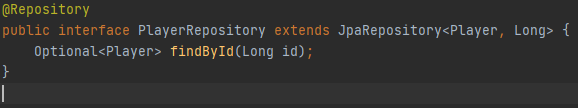 @Repository
public interface PlayerRepository extends JpaRepository<Player, Long> {
    Optional<Player> findById(Long id);
}